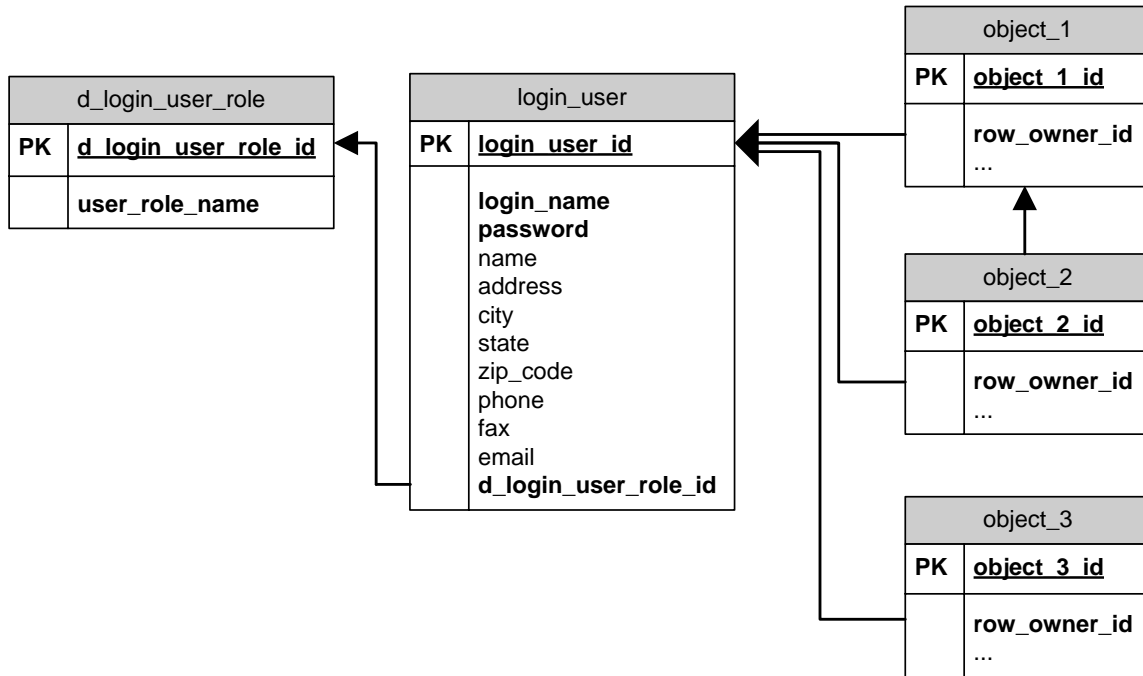 d_login_user_role
PK d_login_user_role_id
user_role_name
login_user
PK login_user_id
login_name
password
name
address
city
state
zip_code
phone
fax
email
d_login_user_role_id
object_1
PK object_1_id
row_owner_id
...
object_2
PK object_2_id
row_owner_id
...
object_3
PK object_3_id
row_owner_id
...